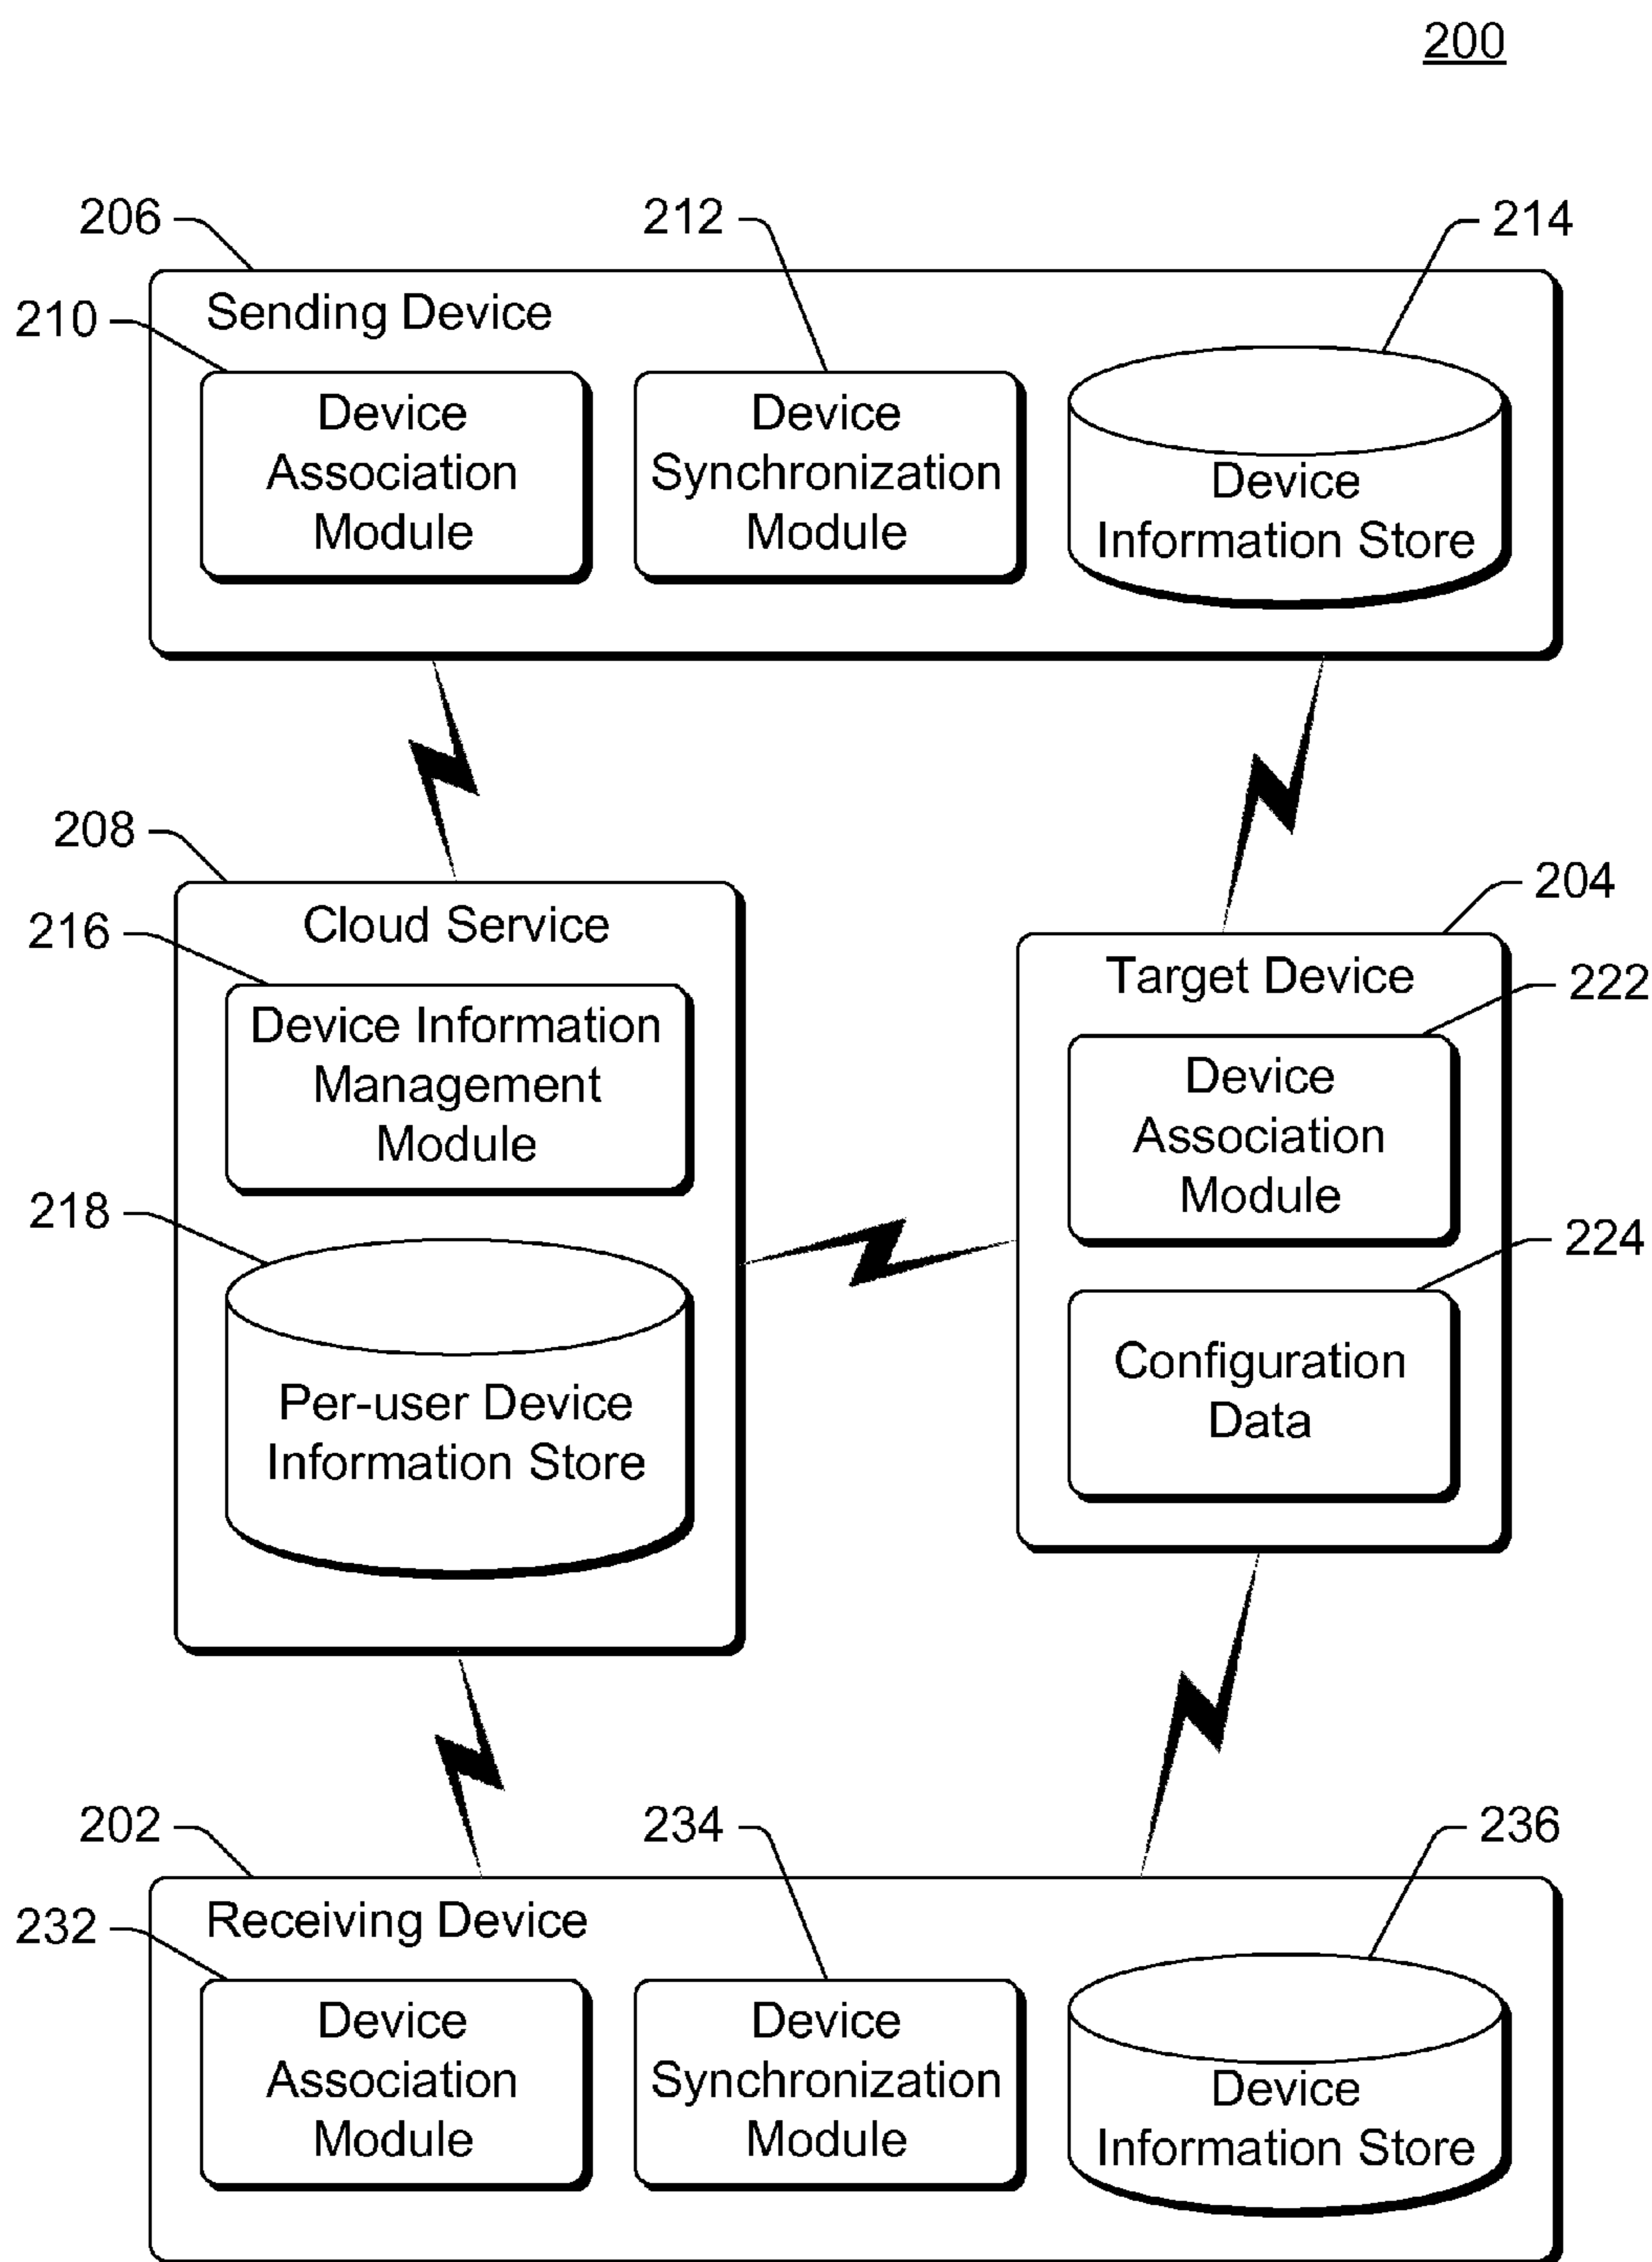 200
206
212
214
210
Sending Device
Device
Association
Module
Device
Synchronization
Module
Device
Information Store
208
204
216
Cloud Service
Target Device
222
Device Information
Management
Module
Device
Association
Module
218
224
Per-user Device
Information Store
Configuration
Data
202
234
236
232
Receiving Device
Device
Association
Module
Device
Synchronization
Module
Device
Information Store